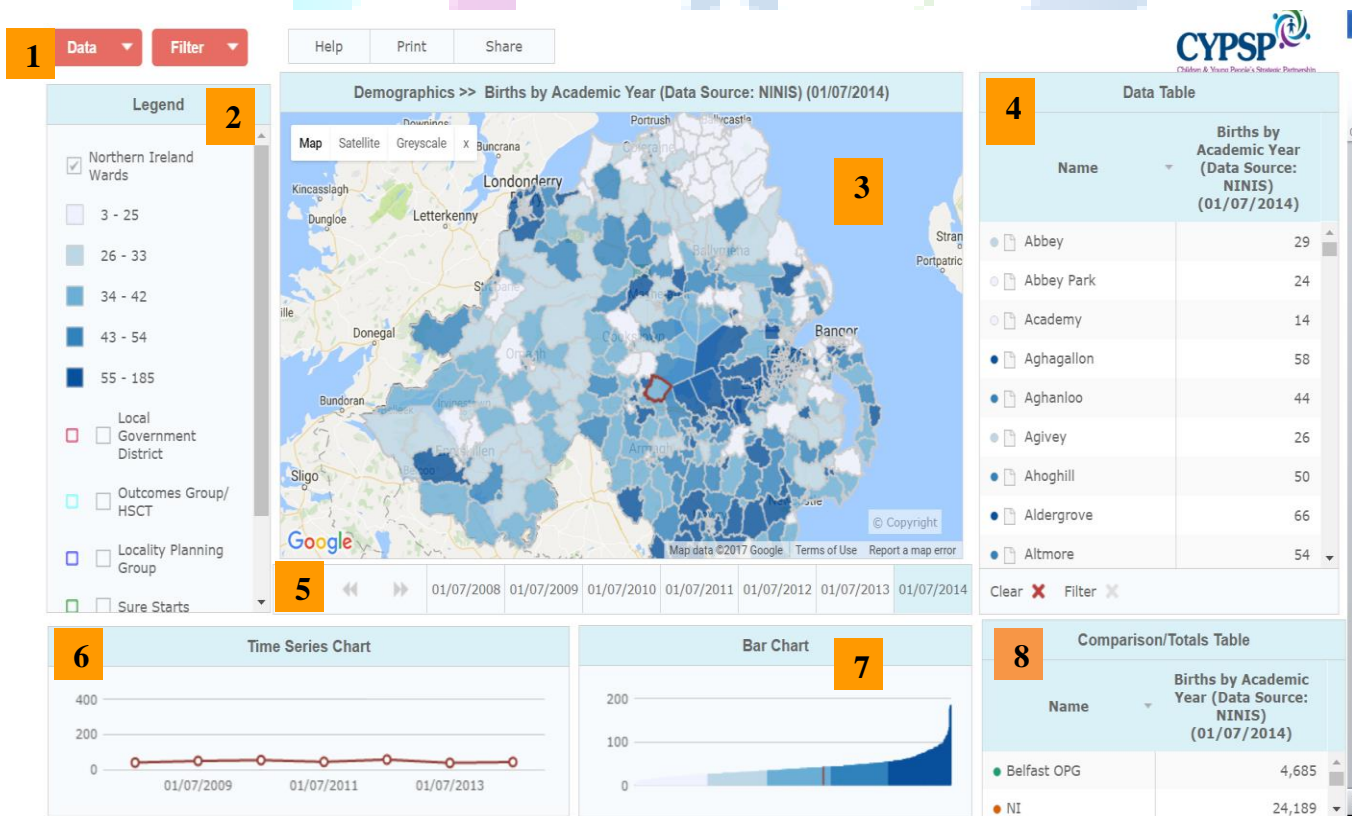 1
Data
Filter
Help
Print
Share
CYPSP
Children & Young People's Strategic Partnership
Legend
2
Northern Ireland
Wards
3 - 25
26 - 33
34 - 42
43 - 54
55 - 185
Local
Government
District
Outcomes Group/
HSCT
Locality Planning
Group
Sure Starts
Demographics >> Births by Academic Year (Data Source: NINIS) (01/07/2014)
Map
Satellite
Greyscale
x
Downings
Buncrana
Portrush
Ballycastle
Coleraine
3
Kincasslagh
Londonderry
Dungloe
Letterkenny
Ballymena
Stran
Portpatric
Strabane
ille
Magherafelt
Donegal
Bangor
Cookstown
Omagh
Bundoran
Irvinestown
Enniskillen
Armagh
Belcoo
Sligo
Newcastle
© Copyright
Google
Map data ©2017 Google
Terms of Use
Report a map error
4
Data Table
Name
Births by
Academic Year
(Data Source:
NINIS)
(01/07/2014)
Abbey 29
Abbey Park 24
Academy 14
Aghagallon 58
Aghanloo 44
Agivey 26
Ahoghill 50
Aldergrove 66
Altmore 54
Clear
Filter
5
01/07/2008 01/07/2009 01/07/2010 01/07/2011 01/07/2012 01/07/2013 01/07/2014
6
Time Series Chart
400
200
0
01/07/2009 01/07/2011 01/07/2013
Bar Chart
7
200
100
0
8
Comparison/Totals Table
Name
Births by Academic
Year (Data Source:
NINIS)
(01/07/2014)
Belfast OPG 4,685
NI 24,189